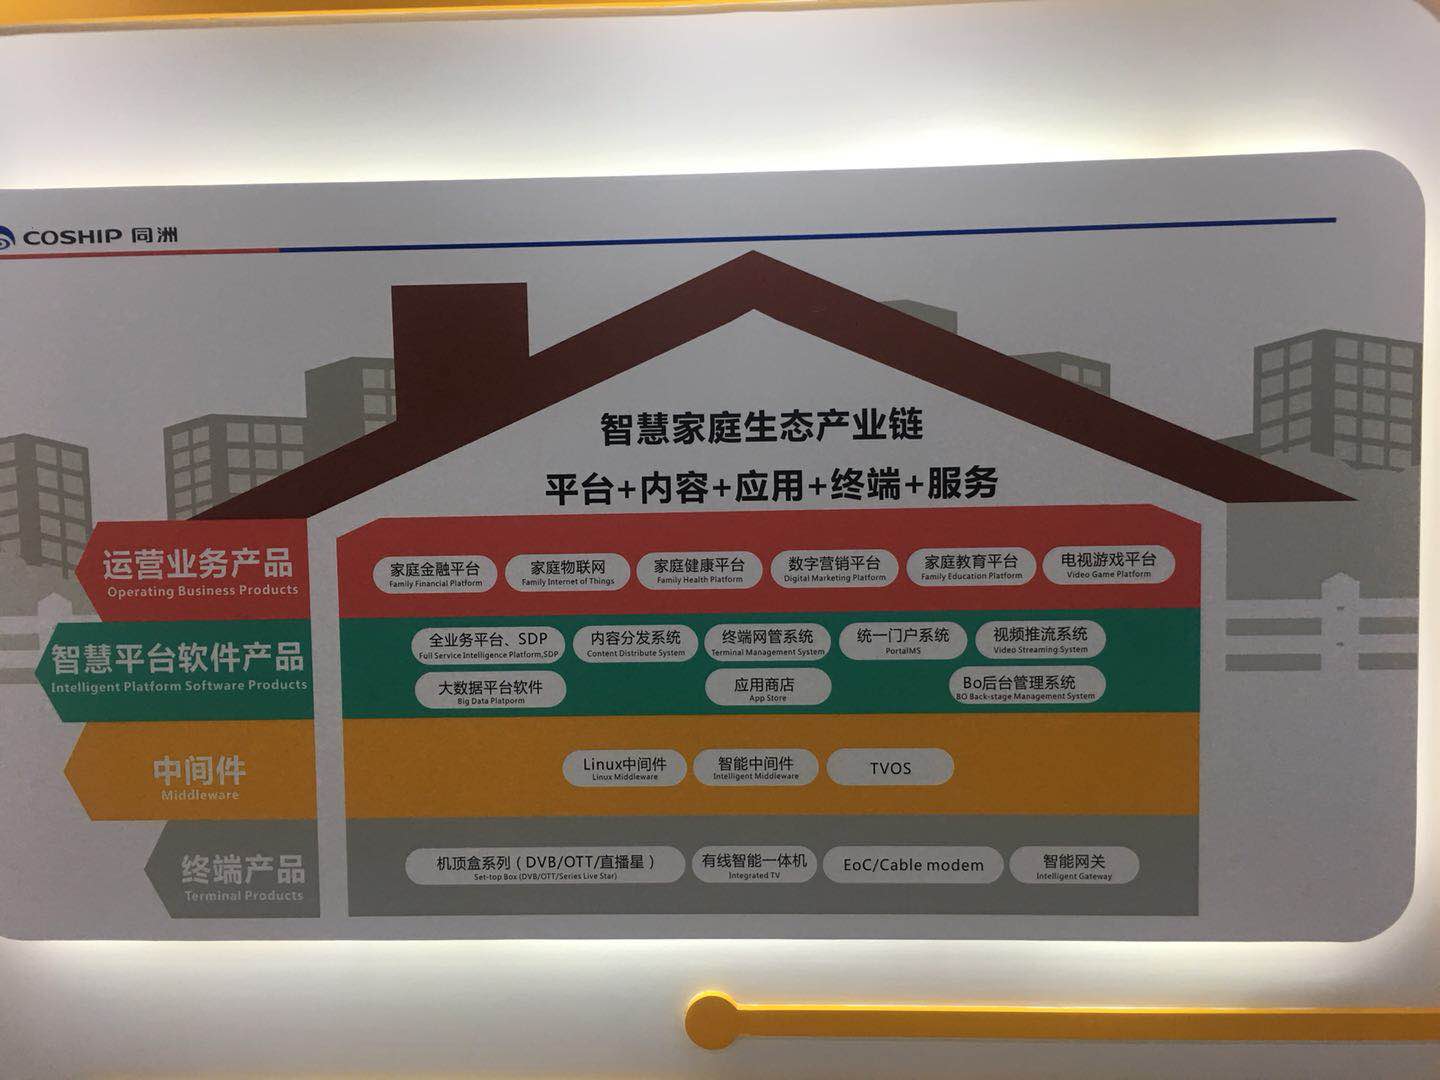 COSHIP 同洲
智慧家庭生态产业链
平台+内容+应用+终端+服务
运营业务产品
Operating Business Products
家庭金融平台
Family Financial Platform
家庭物联网
Family Internet of Things
家庭健康平台
Family Health Platform
数字营销平台
Digital Marketing Platform
家庭教育平台
Family Education Platform
电视游戏平台
Video Game Platform
智慧平台软件产品
Intelligent Platform Software Products
全业务平台、SDP
Full Service Intelligence Platform,SDP
内容分发系统
Content Distribute System
终端网管系统
Terminal Management System
统一门户系统
PortalMS
视频推流系统
Video Streaming System
大数据平台软件
Big Data Platporm
应用商店
App Store
Bo后台管理系统
BO Back-stage Management System
中间件
Middleware
Linux中间件
Linux Middleware
智能中间件
Intelligent Middleware
TVOS
终端产品
Terminal Products
机顶盒系列（DVB/OTT/直播星）
Set-top Box (DVB/OTT/Series Live Star)
有线智能一体机
Integrated TV
EoC/Cable modem
智能网关
Intelligent Gateway